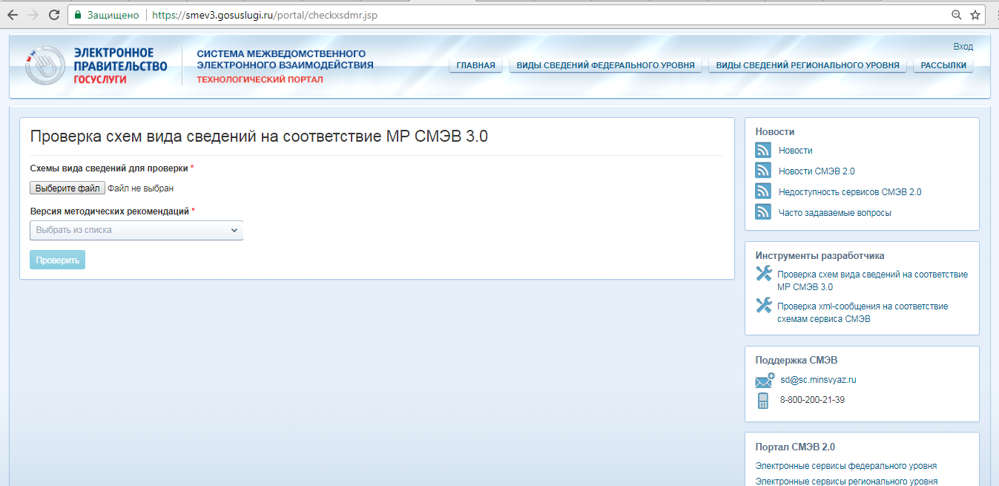 Защищено
https://smev3.gosuslugi.ru/portal/checkxsdmr.jsp
ЭЛЕКТРОННОЕ
ПРАВИТЕЛЬСТВО
ГОСУСЛУГИ
СИСТЕМА МЕЖВЕДОМСТВЕННОГО
ЭЛЕКТРОННОГО ВЗАИМОДЕЙСТВИЯ
ТЕХНОЛОГИЧЕСКИЙ ПОРТАЛ
Вход
ГЛАВНАЯ
ВИДЫ СВЕДЕНИЙ ФЕДЕРАЛЬНОГО УРОВНЯ
ВИДЫ СВЕДЕНИЙ РЕГИОНАЛЬНОГО УРОВНЯ
РАССЫЛКИ
Проверка схем вида сведений на соответствие МР СМЭВ 3.0
Схемы вида сведений для проверки *
Выберите файл Файл не выбран
Версия методических рекомендаций *
Выбрать из списка
Проверить
Новости
Новости
Новости СМЭВ 2.0
Недоступность сервисов СМЭВ 2.0
Часто задаваемые вопросы
Инструменты разработчика
Проверка схем вида сведений на соответствие
МР СМЭВ 3.0
Проверка xml-сообщения на соответствие
схемам сервиса СМЭВ
Поддержка СМЭВ
sd@sc.minsvyaz.ru
8-800-200-21-39
Портал СМЭВ 2.0
Электронные сервисы федерального уровня
Электронные сервисы регионального уровня